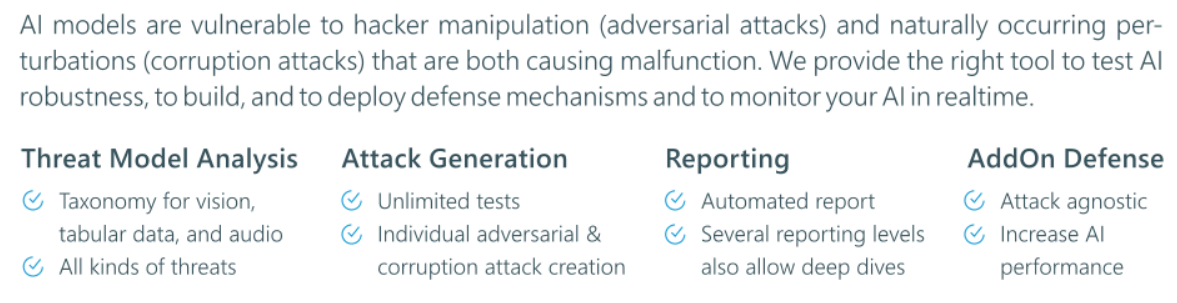 AI models are vulnerable to hacker manipulation (adversarial attacks) and naturally occurring per-
turbations (corruption attacks) that are both causing malfunction. We provide the right tool to test AI
robustness, to build, and to deploy defense mechanisms and to monitor your AI in realtime.
Threat Model Analysis
Taxonomy for vision,
tabular data, and audio
All kinds of threats
Attack Generation
Unlimited tests
Individual adversarial &
corruption attack creation
Reporting
Automated report
Several reporting levels
also allow deep dives
AddOn Defense
Attack agnostic
Increase AI
performance